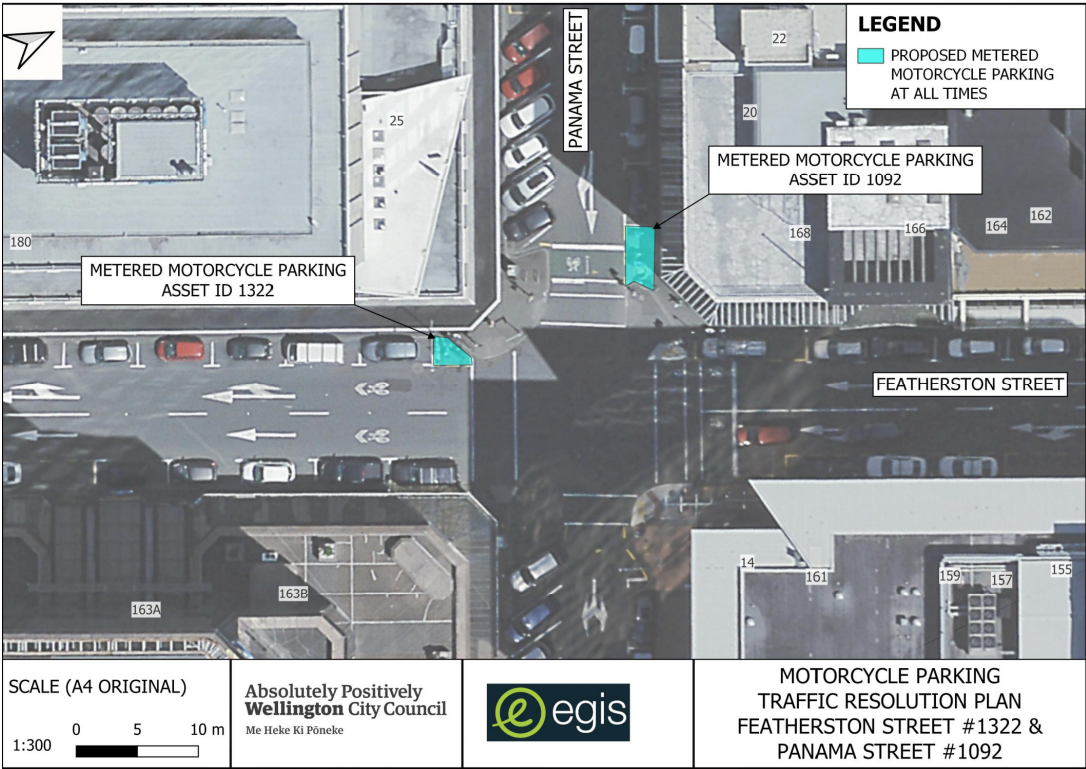 PANAMA STREET
LEGEND
PROPOSED METERED
MOTORCYCLE PARKING
AT ALL TIMES
22
25
20
METERED MOTORCYCLE PARKING
ASSET ID 1092
162
164
166
168
180
METERED MOTORCYCLE PARKING
ASSET ID 1322
FEATHERSTON STREET
14
161
159
157
155
163B
163A
SCALE (A4 ORIGINAL)
0 5 10 m
1:300
Absolutely Positively
Wellington City Council
Me Heke Ki Pōneke
egis
MOTORCYCLE PARKING
TRAFFIC RESOLUTION PLAN
FEATHERSTON STREET #1322 &
PANAMA STREET #1092